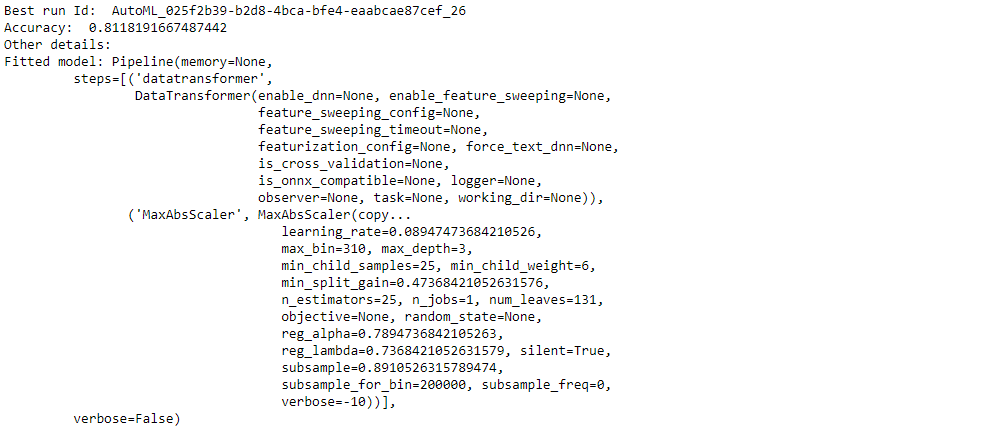 Best run Id:  AutoML_025f2b39-b2d8-4bca-bfe4-eaabcae87cef_26
Accuracy:  0.8118191667487442
Other details:
Fitted model: Pipeline(memory=None,
         steps=[('datatransformer',
                 DataTransformer(enable_dnn=None, enable_feature_sweeping=None,
                                 feature_sweeping_config=None,
                                 feature_sweeping_timeout=None,
                                 featurization_config=None, force_text_dnn=None,
                                 is_cross_validation=None,
                                 is_onnx_compatible=None, logger=None,
                                 observer=None, task=None, working_dir=None)),
                ('MaxAbsScaler', MaxAbsScaler(copy...
                                    learning_rate=0.08947473684210526,
                                    max_bin=310, max_depth=3,
                                    min_child_samples=25, min_child_weight=6,
                                    min_split_gain=0.47368421052631576,
                                    n_estimators=25, n_jobs=1, num_leaves=131,
                                    objective=None, random_state=None,
                                    reg_alpha=0.7894736842105263,
                                    reg_lambda=0.7368421052631579, silent=True,
                                    subsample=0.8910526315789474,
                                    subsample_for_bin=200000, subsample_freq=0,
                                    verbose=-10))],
         verbose=False)